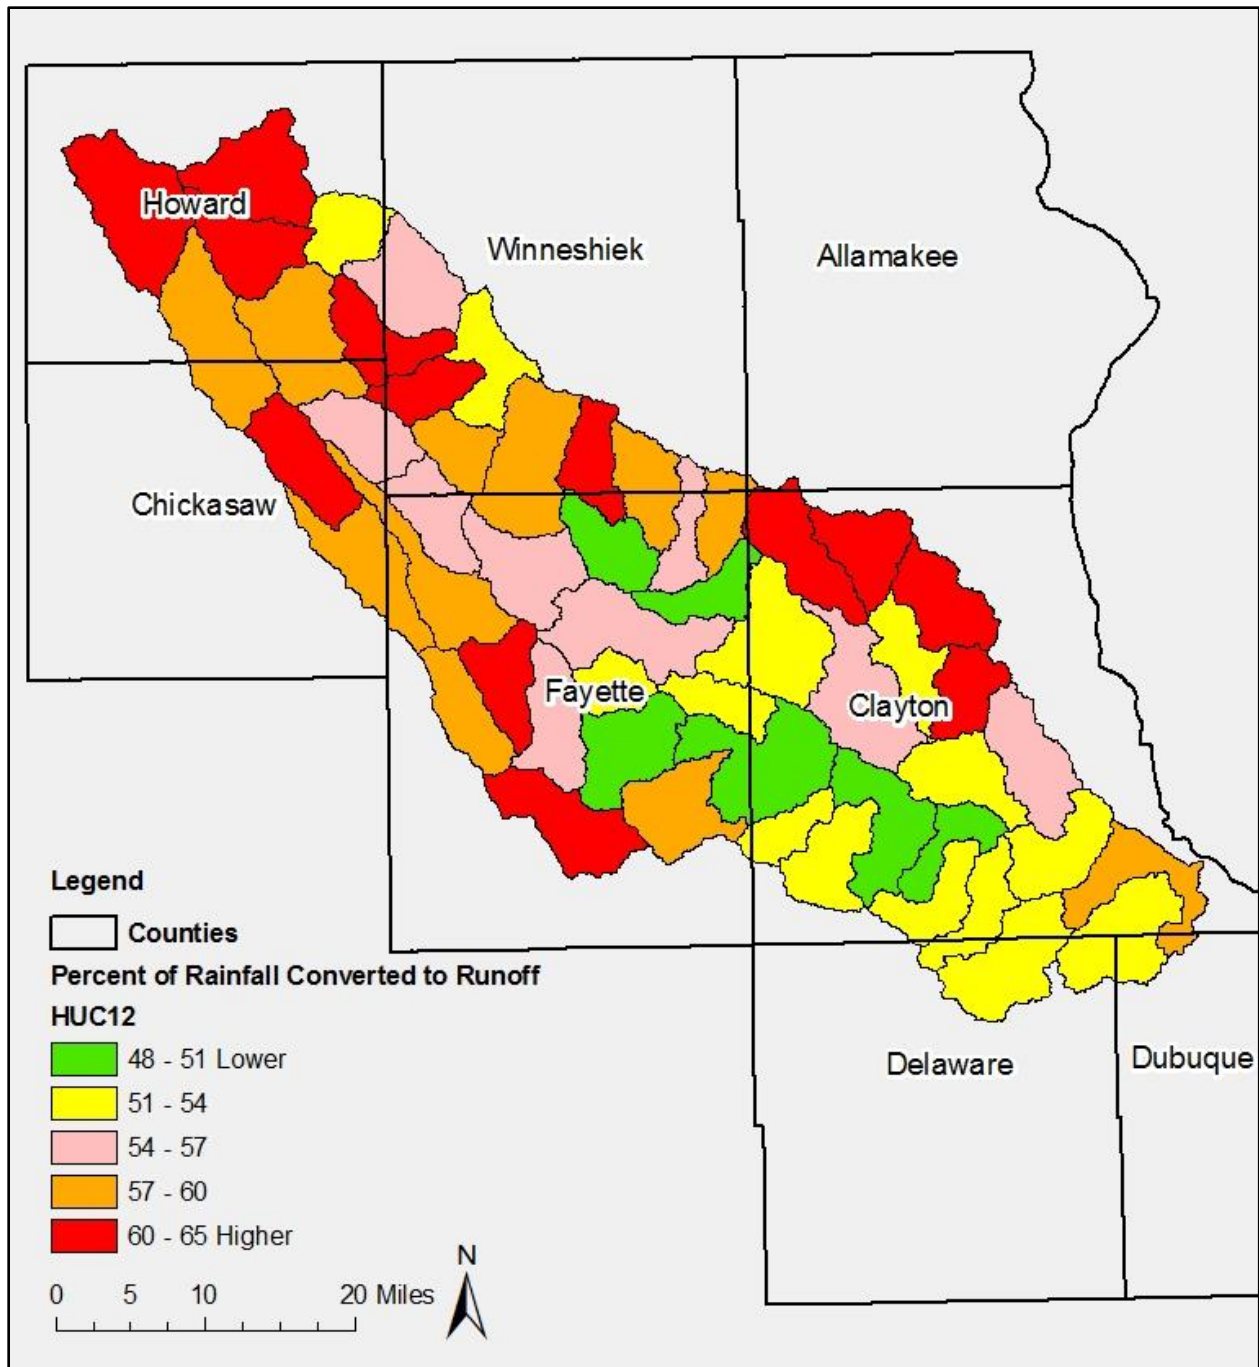 Howard
Winneshiek
Allamakee
Chickasaw
Fayette
Clayton
Legend
Counties
Percent of Rainfall Converted to Runoff
HUC12
48 - 51 Lower
51 - 54
54 - 57
57 - 60
60 - 65 Higher
Delaware
Dubuque
N
0 5 10 20 Miles